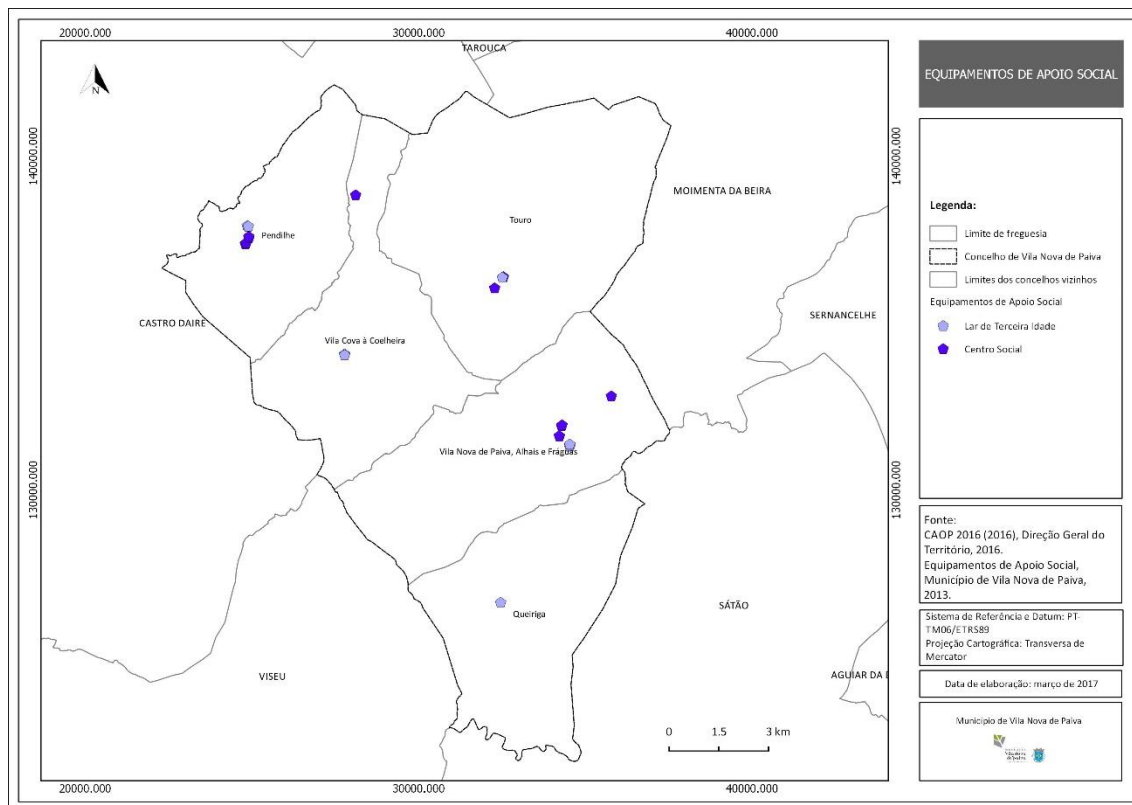 20000.000
30000.000
40000.000
TAROUCA
N
140000.000
140000.000
MOIMENTA DA BEIRA
Touro
Pendilhe
CASTRO DAIRE
SERNANCELHE
Vila Cova à Coelheira
Vila Nova de Paiva, Alhais e Fráguas
130000.000
130000.000
Queiriga
SÁTÃO
VISEU
AGUIAR DA B
0 1.5 3 km
20000.000
30000.000
40000.000
EQUIPAMENTOS DE APOIO SOCIAL
Legenda:
Limite de freguesia
Concelho de Vila Nova de Paiva
Limites dos concelhos vizinhos
Equipamentos de Apoio Social
Lar de Terceira Idade
Centro Social
Fonte:
CAOP 2016 (2016), Direção Geral do
Território, 2016.
Equipamentos de Apoio Social,
Município de Vila Nova de Paiva,
2013.
Sistema de Referência e Datum: PT-
TM06/ETRS89
Projeção Cartográfica: Transversa de
Mercator
Data de elaboração: março de 2017
Município de Vila Nova de Paiva